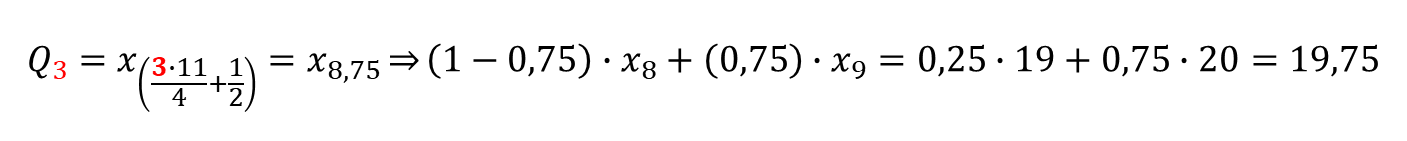 Q₃ = x_(3·11/4 + 1/2) = x₈,₇₅ ⇒ (1 − 0,75) · x₈ + (0,75) · x₉ = 0,25 · 19 + 0,75 · 20 = 19,75